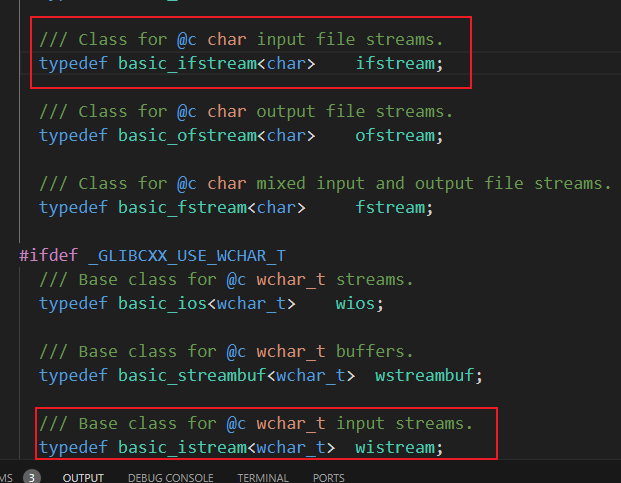 /// Class for @c char input file streams.
typedef basic_ifstream<char>    ifstream;
/// Class for @c char output file streams.
typedef basic_ofstream<char>    ofstream;
/// Class for @c char mixed input and output file streams.
typedef basic_fstream<char>     fstream;
#ifdef _GLIBCXX_USE_WCHAR_T
/// Base class for @c wchar_t streams.
typedef basic_ios<wchar_t>    wios;
/// Base class for @c wchar_t buffers.
typedef basic_streambuf<wchar_t>  wstreambuf;
/// Base class for @c wchar_t input streams.
typedef basic_istream<wchar_t>  wistream;
MS 3 OUTPUT DEBUG CONSOLE TERMINAL PORTS